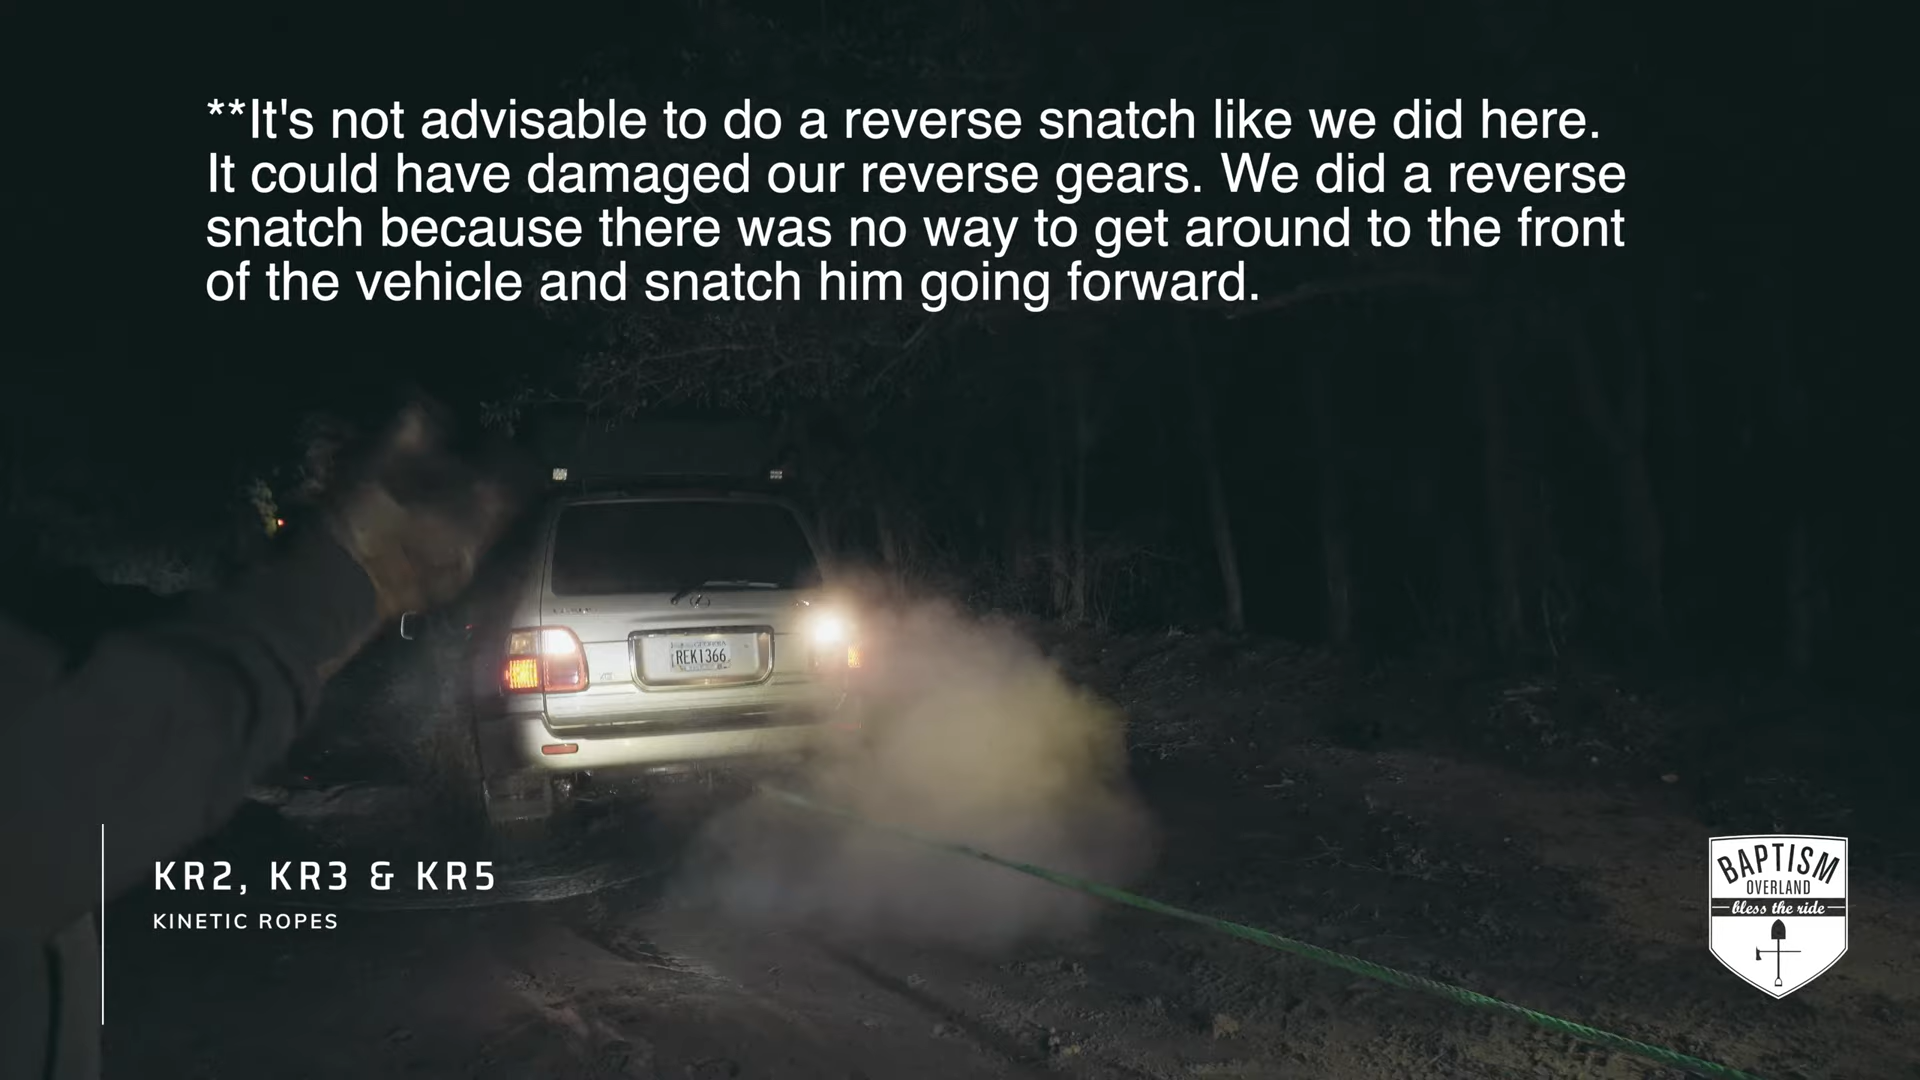 **It's not advisable to do a reverse snatch like we did here.
It could have damaged our reverse gears. We did a reverse
snatch because there was no way to get around to the front
of the vehicle and snatch him going forward.
REK1366
KR2, KR3 & KR5
KINETIC ROPES
BAPTISM
OVERLAND
bless the ride